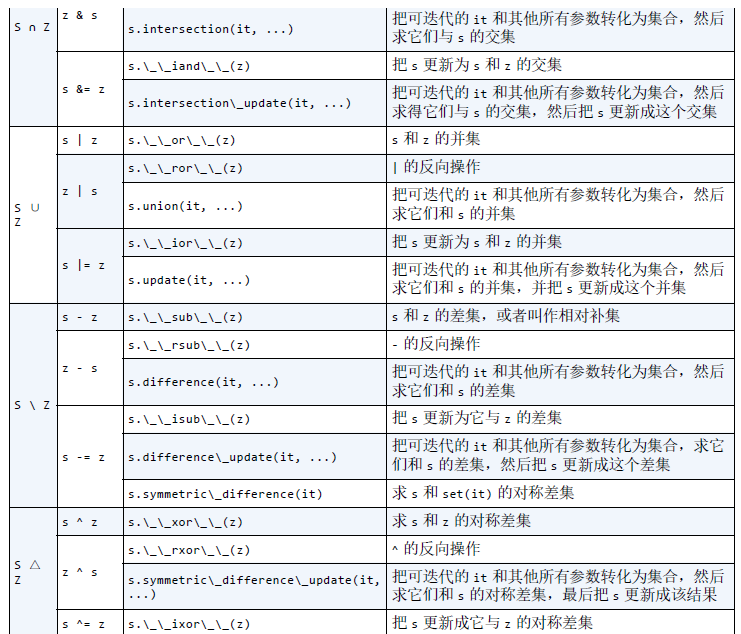 S ∩ Z
z & s
s.intersection(it, ...)
把可迭代的 it 和其他所有参数转化为集合，然后
求它们与 s 的交集
s &= z
s.\_\_iand\_\_(z)
把 s 更新为 s 和 z 的交集
s.intersection\_update(it, ...)
把可迭代的 it 和其他所有参数转化为集合，然后
求得它们与 s 的交集，然后把 s 更新成这个交集
S ∪
Z
s | z
s.\_\_or\_\_(z)
s 和 z 的并集
z | s
s.\_\_ror\_\_(z)
| 的反向操作
s.union(it, ...)
把可迭代的 it 和其他所有参数转化为集合，然后
求它们和 s 的并集
s |= z
s.\_\_ior\_\_(z)
把 s 更新为 s 和 z 的并集
s.update(it, ...)
把可迭代的 it 和其他所有参数转化为集合，然后
求它们和 s 的并集，并把 s 更新成这个并集
S \ Z
s - z
s.\_\_sub\_\_(z)
s 和 z 的差集，或者叫作相对补集
z - s
s.\_\_rsub\_\_(z)
- 的反向操作
s.difference(it, ...)
把可迭代的 it 和其他所有参数转化为集合，然后
求它们和 s 的差集
s -= z
s.\_\_isub\_\_(z)
把 s 更新为它与 z 的差集
s.difference\_update(it, ...)
把可迭代的 it 和其他所有参数转化为集合，求它
们和 s 的差集，然后把 s 更新成这个差集
s.symmetric\_difference(it)
求 s 和 set(it) 的对称差集
S △
Z
s ^ z
s.\_\_xor\_\_(z)
求 s 和 z 的对称差集
z ^ s
s.\_\_rxor\_\_(z)
^ 的反向操作
s.symmetric\_difference\_update(it,
...)
把可迭代的 it 和其他所有参数转化为集合，然后
求它们和 s 的对称差集，最后把 s 更新成该结果
s ^= z
s.\_\_ixor\_\_(z)
把 s 更新成它与 z 的对称差集